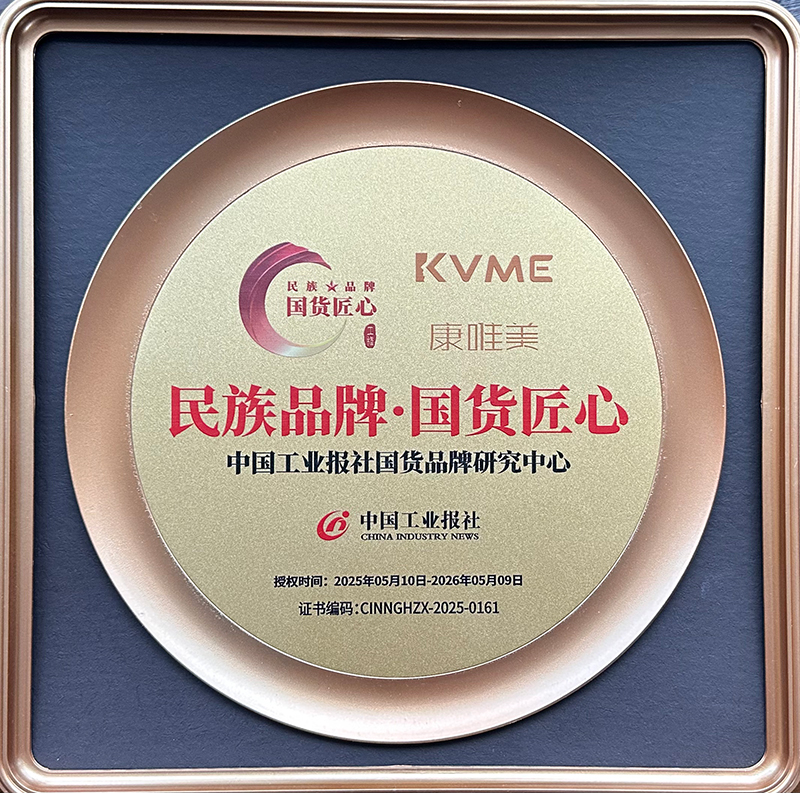 民族★品牌
国货匠心
KVME
康唯美
民族品牌·国货匠心
中国工业报社国货品牌研究中心
中国工业报社
CHINA INDUSTRY NEWS
授权时间：2025年05月10日-2026年05月09日
证书编码：CINNGHZX-2025-0161